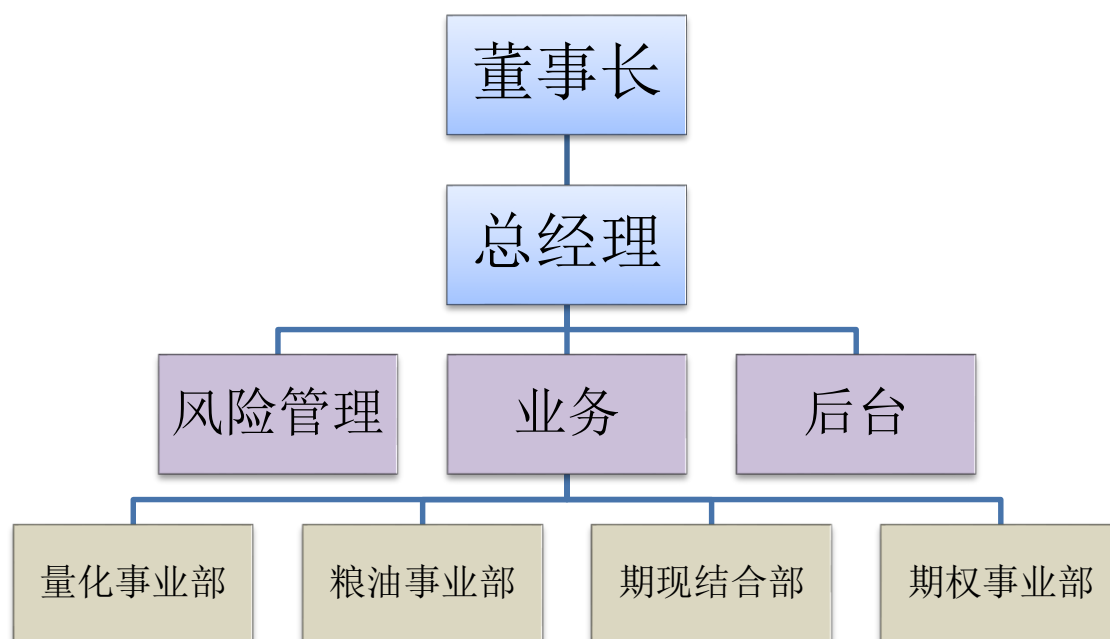 董事长
总经理
风险管理
业务
后台
量化事业部
粮油事业部
期现结合部
期权事业部